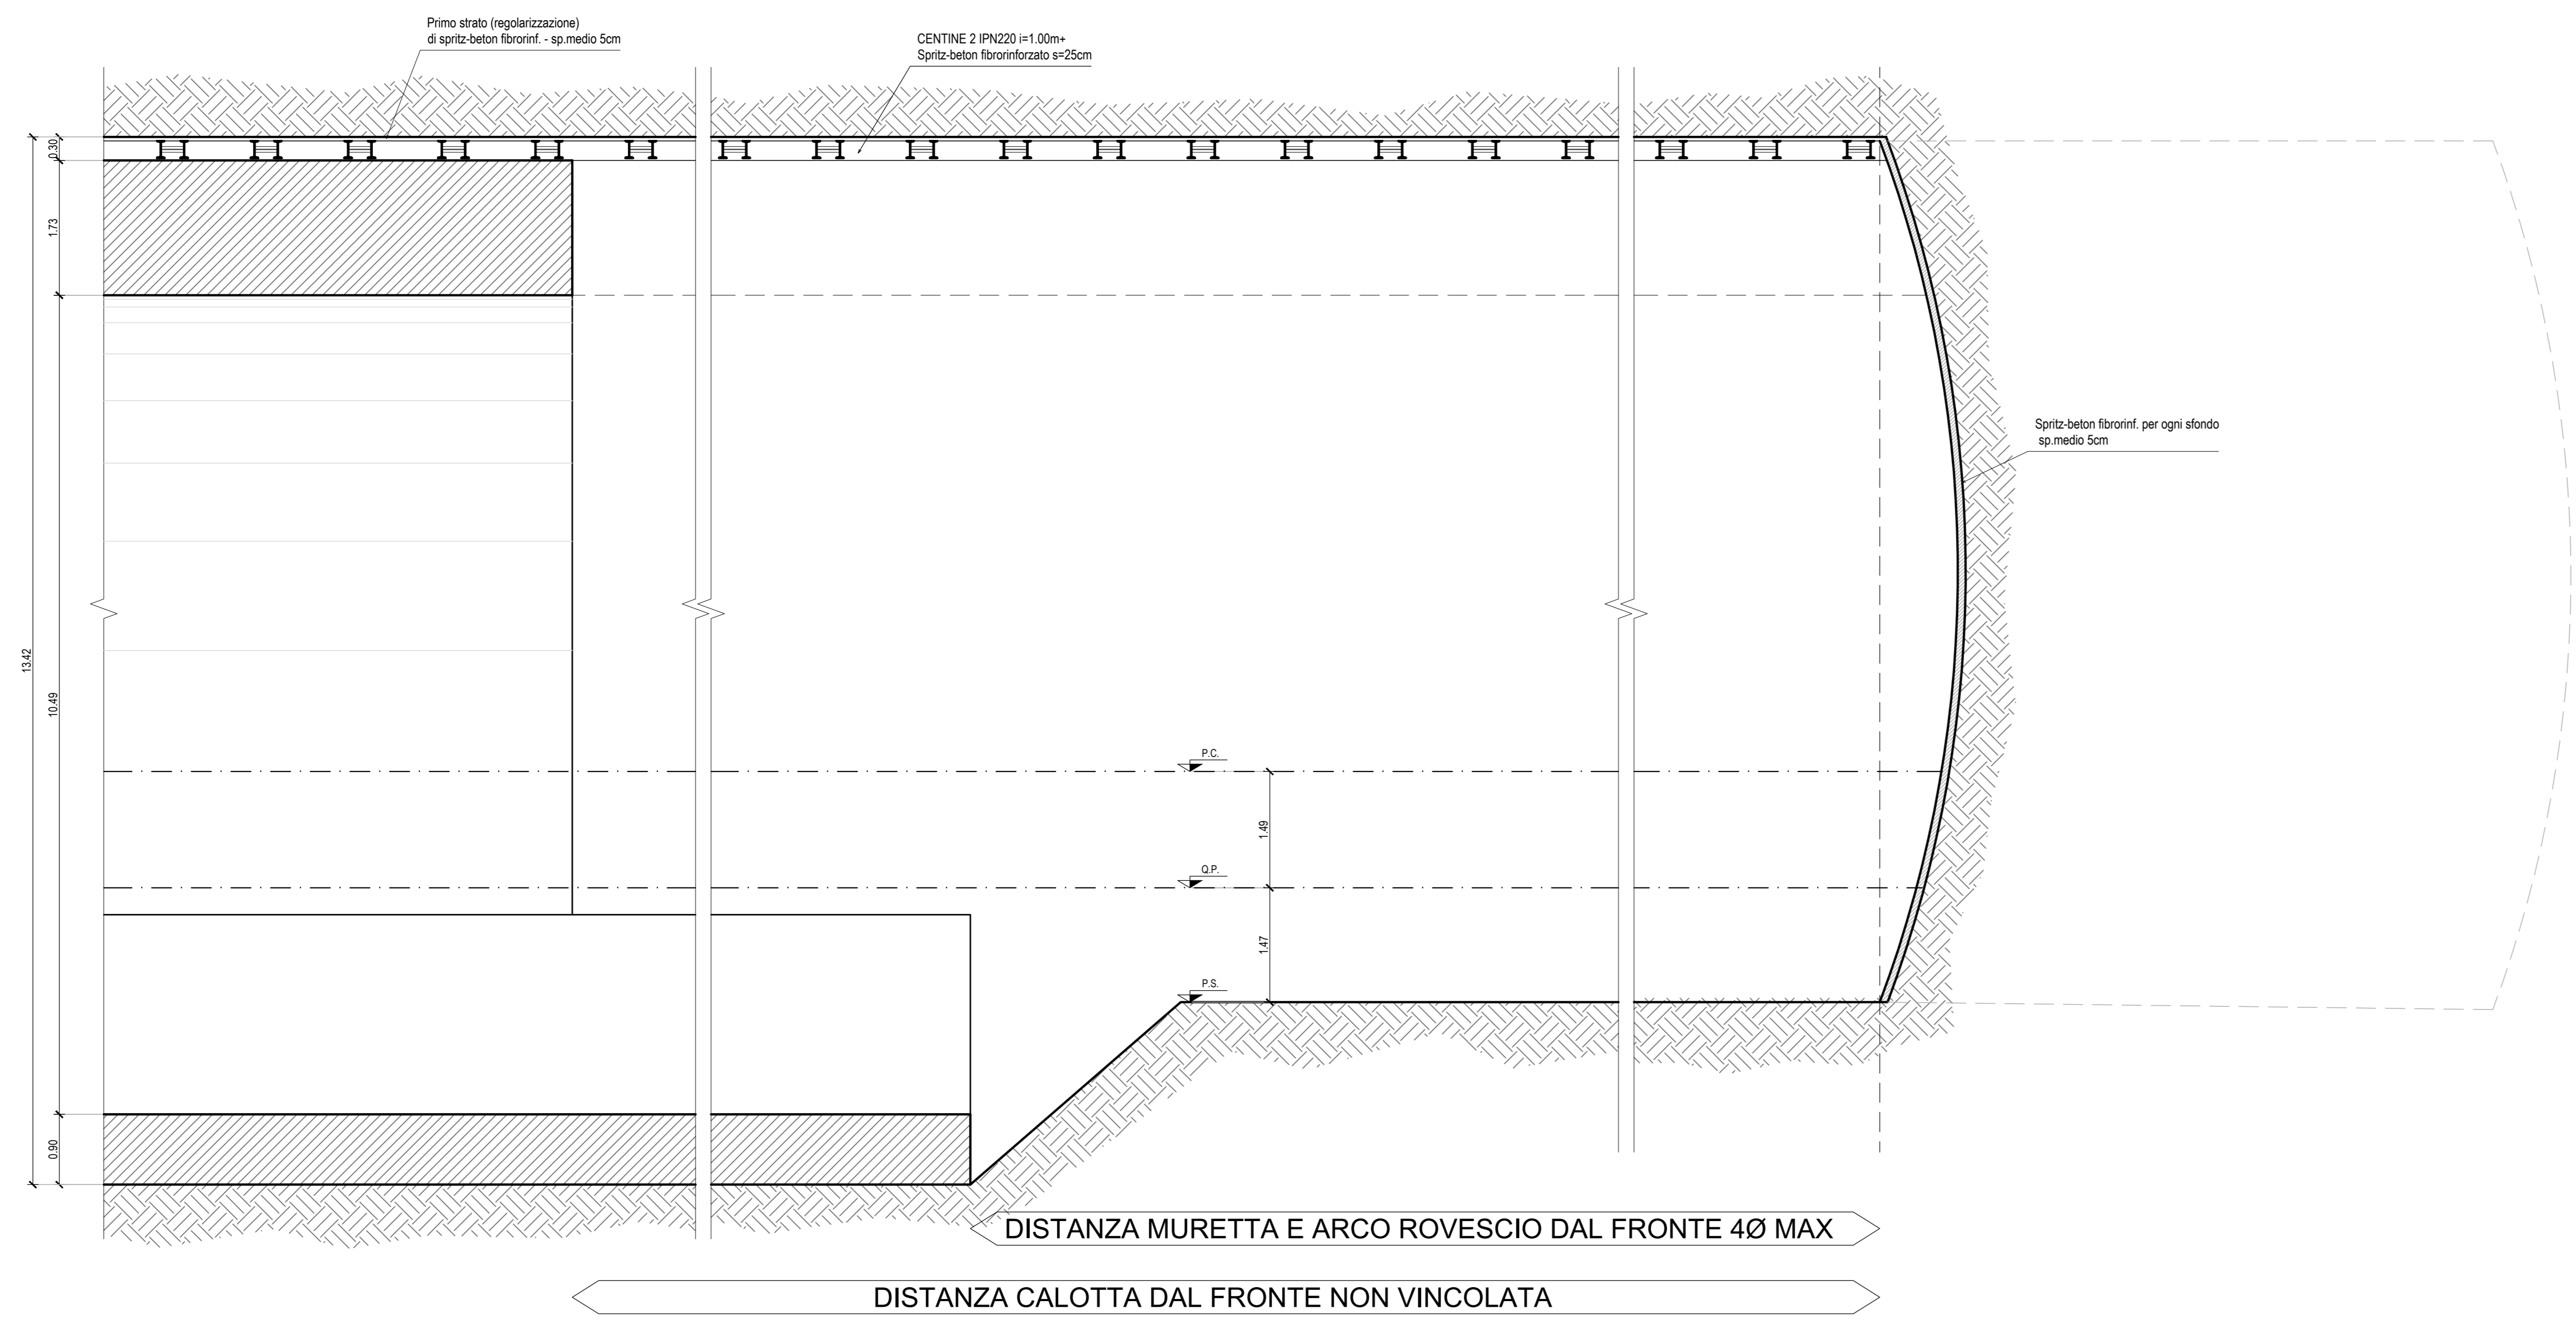 Primo strato (regolarizzazione)
di spritz-beton fibrorinf. - sp.medio 5cm
CENTINE 2 IPN220 i=1.00m+
Spritz-beton fibrorinforzato s=25cm
0.30
1.73
Spritz-beton fibrorinf. per ogni sfondo
sp.medio 5cm
13.42
10.49
P.C.
1.49
Q.P.
1.47
P.S.
0.90
DISTANZA MURETTA E ARCO ROVESCIO DAL FRONTE 4Ø MAX
DISTANZA CALOTTA DAL FRONTE NON VINCOLATA